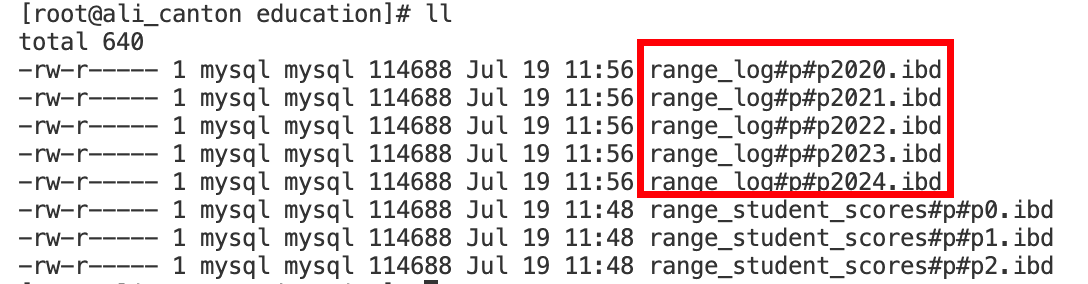 [root@ali_canton education]# ll
total 640
-rw-r----- 1 mysql mysql 114688 Jul 19 11:56 range_log#p#p2020.ibd
-rw-r----- 1 mysql mysql 114688 Jul 19 11:56 range_log#p#p2021.ibd
-rw-r----- 1 mysql mysql 114688 Jul 19 11:56 range_log#p#p2022.ibd
-rw-r----- 1 mysql mysql 114688 Jul 19 11:56 range_log#p#p2023.ibd
-rw-r----- 1 mysql mysql 114688 Jul 19 11:56 range_log#p#p2024.ibd
-rw-r----- 1 mysql mysql 114688 Jul 19 11:48 range_student_scores#p#p0.ibd
-rw-r----- 1 mysql mysql 114688 Jul 19 11:48 range_student_scores#p#p1.ibd
-rw-r----- 1 mysql mysql 114688 Jul 19 11:48 range_student_scores#p#p2.ibd